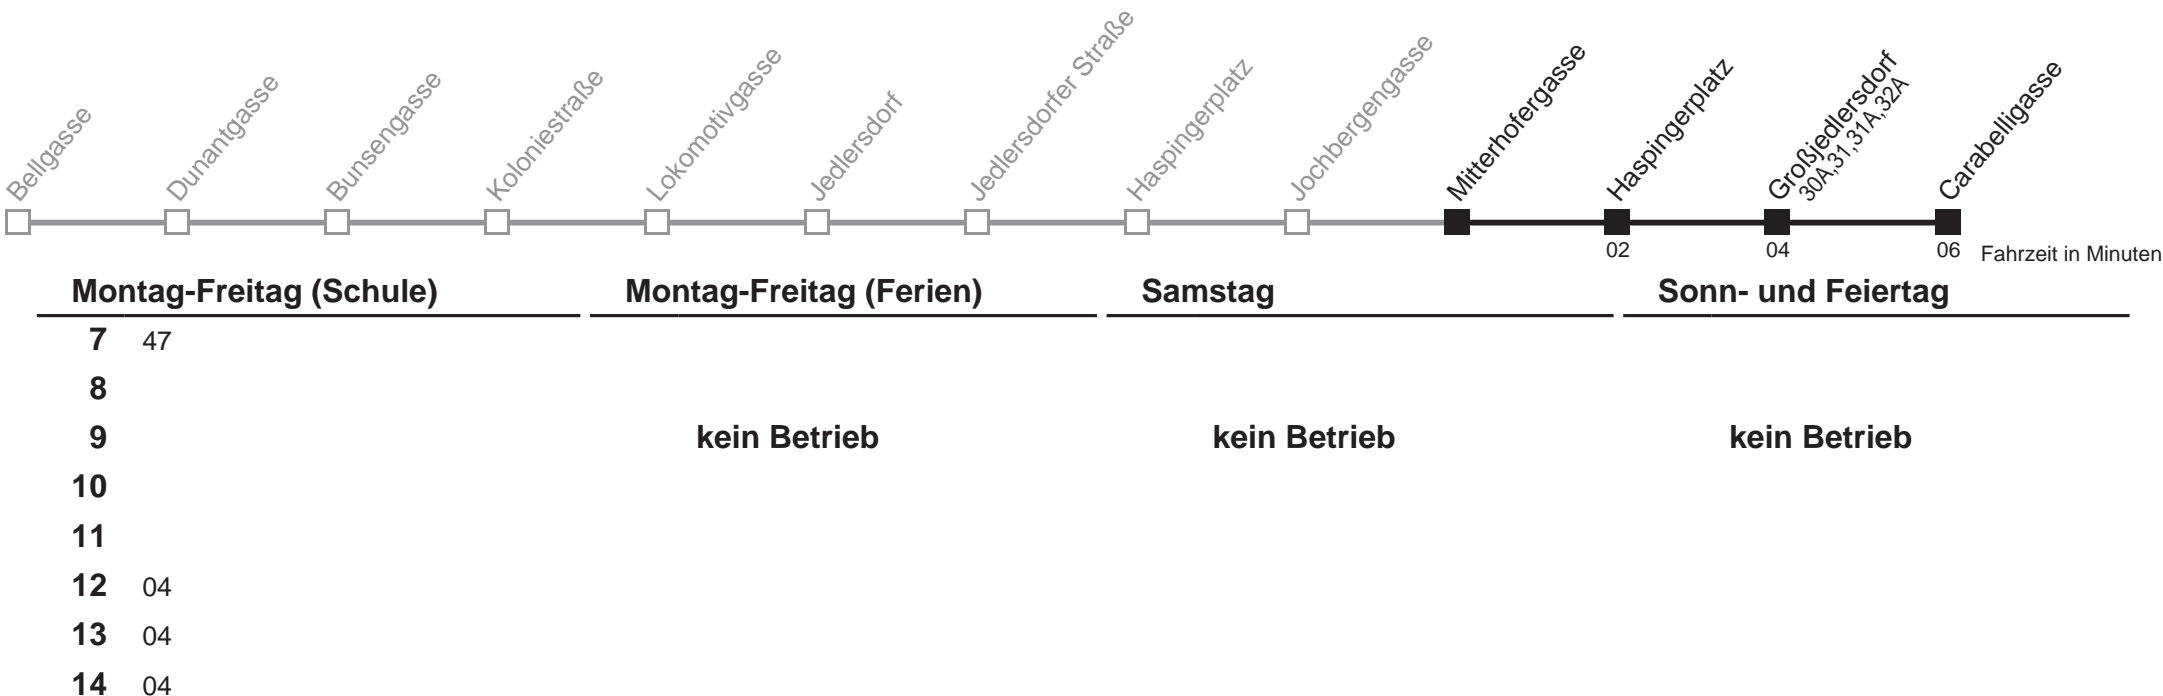 Bellgasse
Dunantgasse
Bunsengasse
Koloniestraße
Lokomotivgasse
Jedlersdorf
Jedlersdorfer Straße
Haspingerplatz
Jochbergengasse
Mitterhofergasse
Haspingerplatz
Großjedlersdorf
30A,31,31A,32A
Carabelligasse
02 04 06 Fahrzeit in Minuten
Montag-Freitag (Schule) Montag-Freitag (Ferien) Samstag Sonn- und Feiertag
7 47
8
9 kein Betrieb kein Betrieb kein Betrieb
10
11
12 04
13 04
14 04